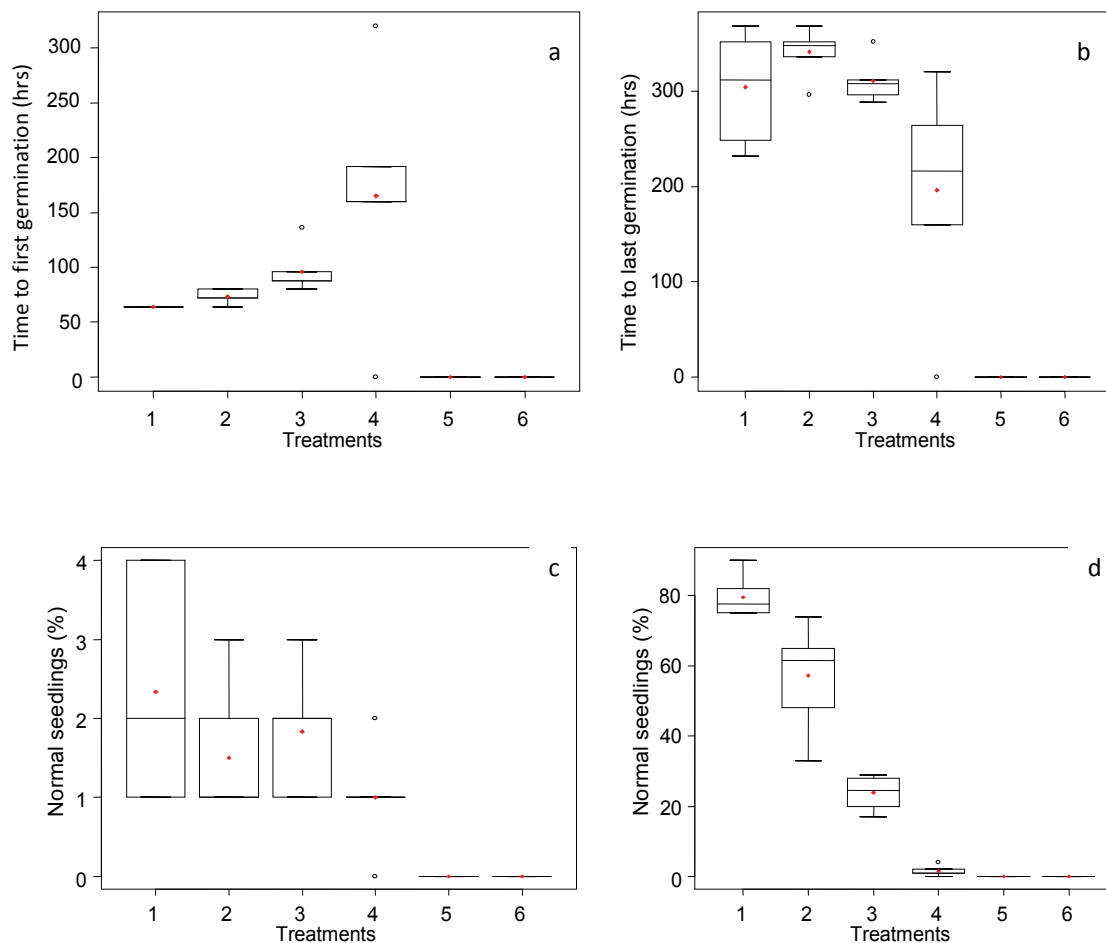 a
Time to first germination (hrs)
300
250
200
150
100
50
0
1 2 3 4 5 6
Treatments
b
Time to last germination (hrs)
300
200
100
0
1 2 3 4 5 6
Treatments
c
Normal seedlings (%)
4
3
2
1
0
1 2 3 4 5 6
Treatments
d
Normal seedlings (%)
80
60
40
20
0
1 2 3 4 5 6
Treatments